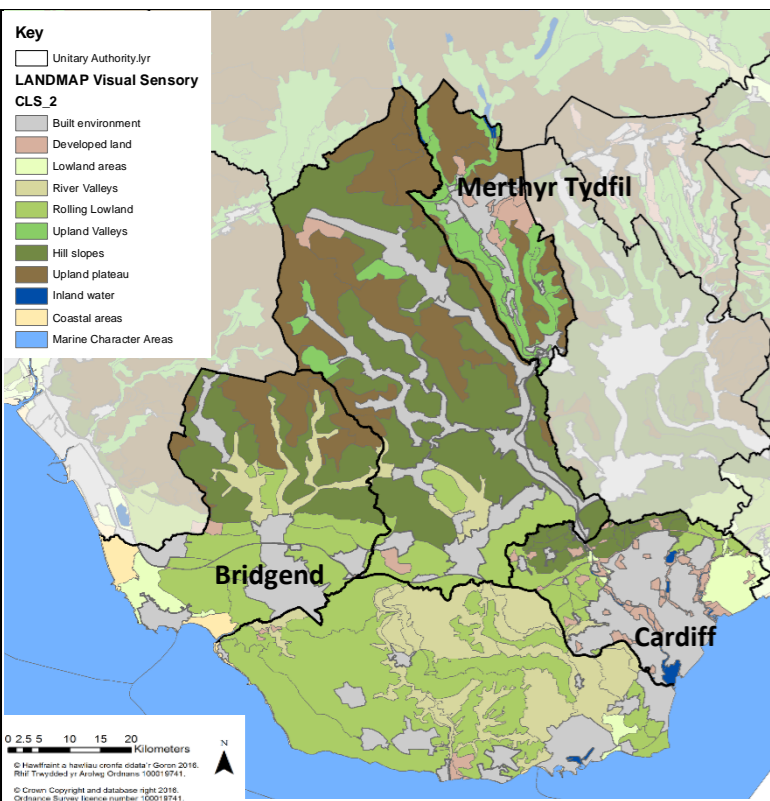 Key
Unitary Authority.lyr
LANDMAP Visual Sensory
CLS_2
Built environment
Developed land
Lowland areas
River Valleys
Rolling Lowland
Upland Valleys
Hill slopes
Upland plateau
Inland water
Coastal areas
Marine Character Areas
Merthyr Tydfil
Bridgend
Cardiff
0 2.5 5 10 15 20
Kilometers
N
© Hawlfraint a hawliau cronfa ddata'r Goron 2016.
Rhif Trwydded yr Arolwg Ordnans 100019741.
© Crown Copyright and database right 2016.
Ordnance Survey licence number 100019741.